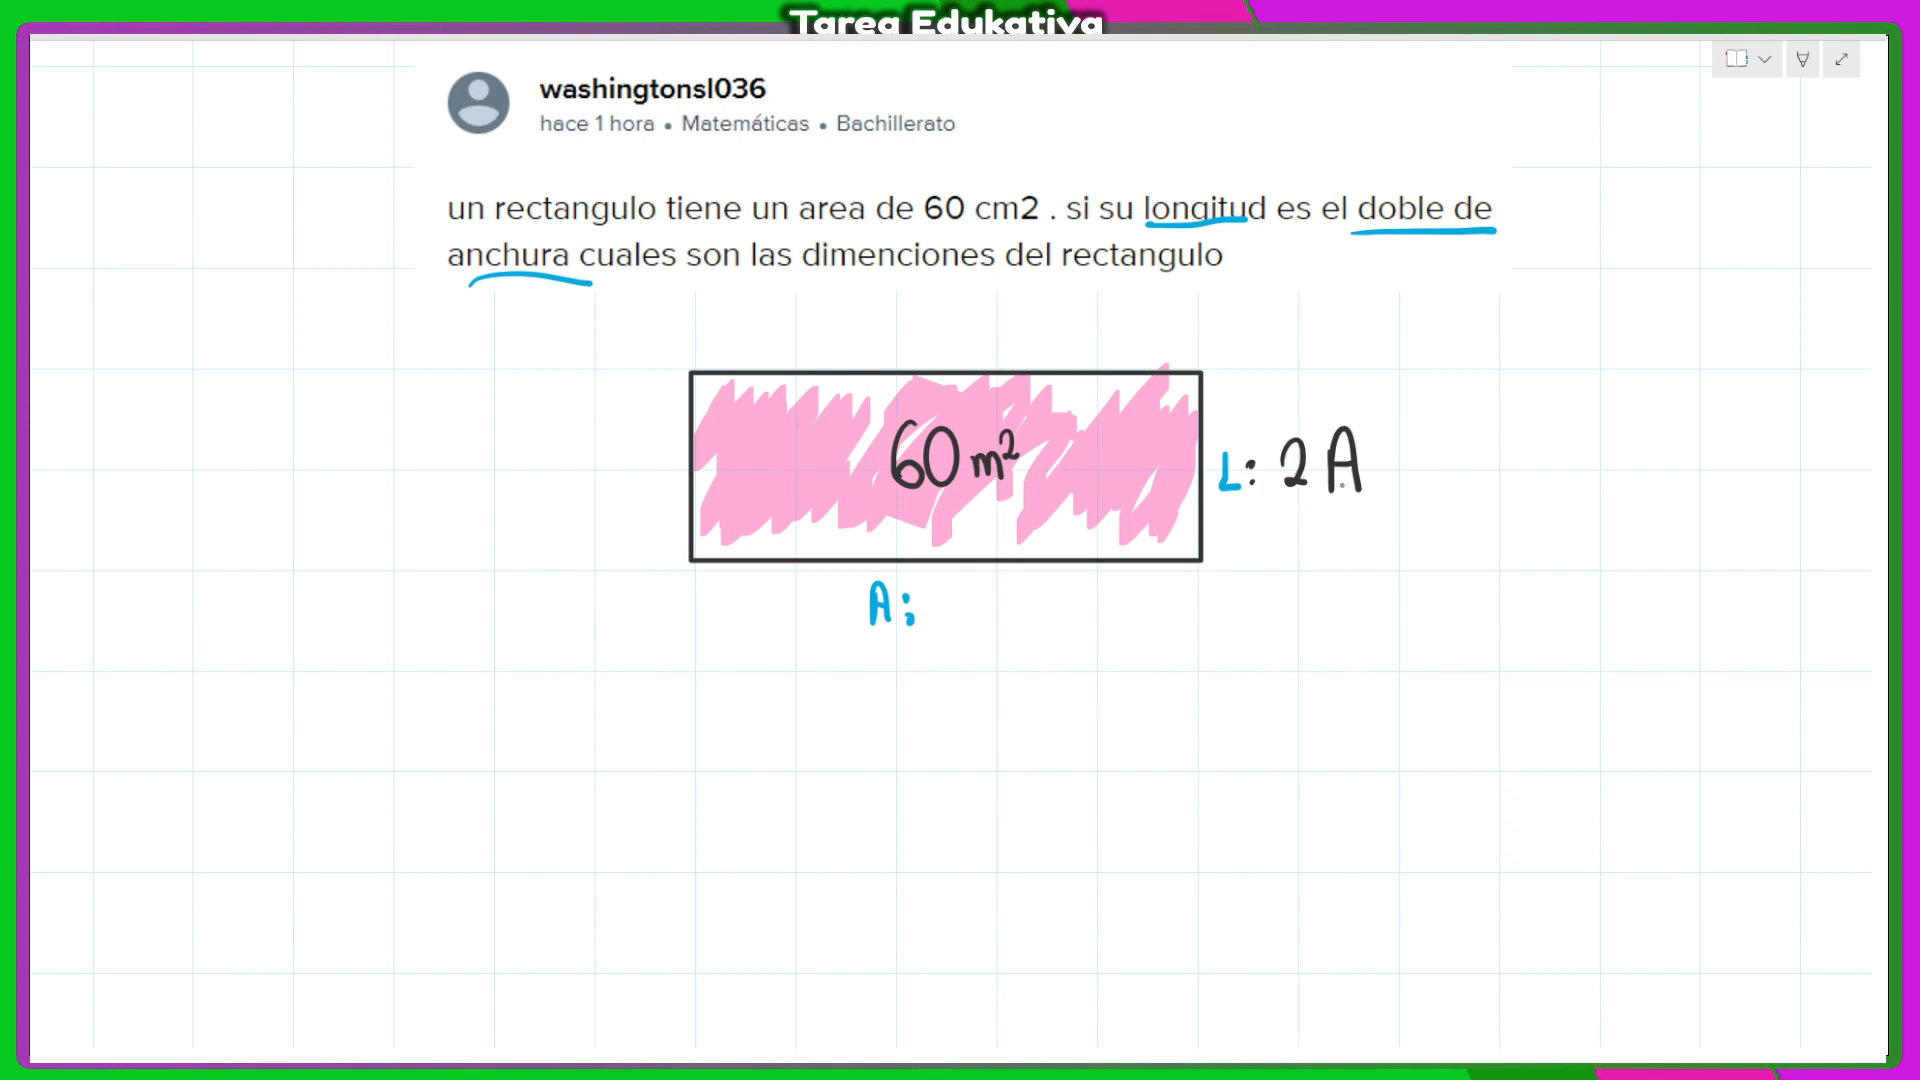 Tarea Edukativa
washingtonsl036
hace 1 hora • Matemáticas • Bachillerato
un rectangulo tiene un area de 60 cm2 . si su longitud es el doble de
anchura cuales son las dimenciones del rectangulo
60 m²
L: 2 A
A: